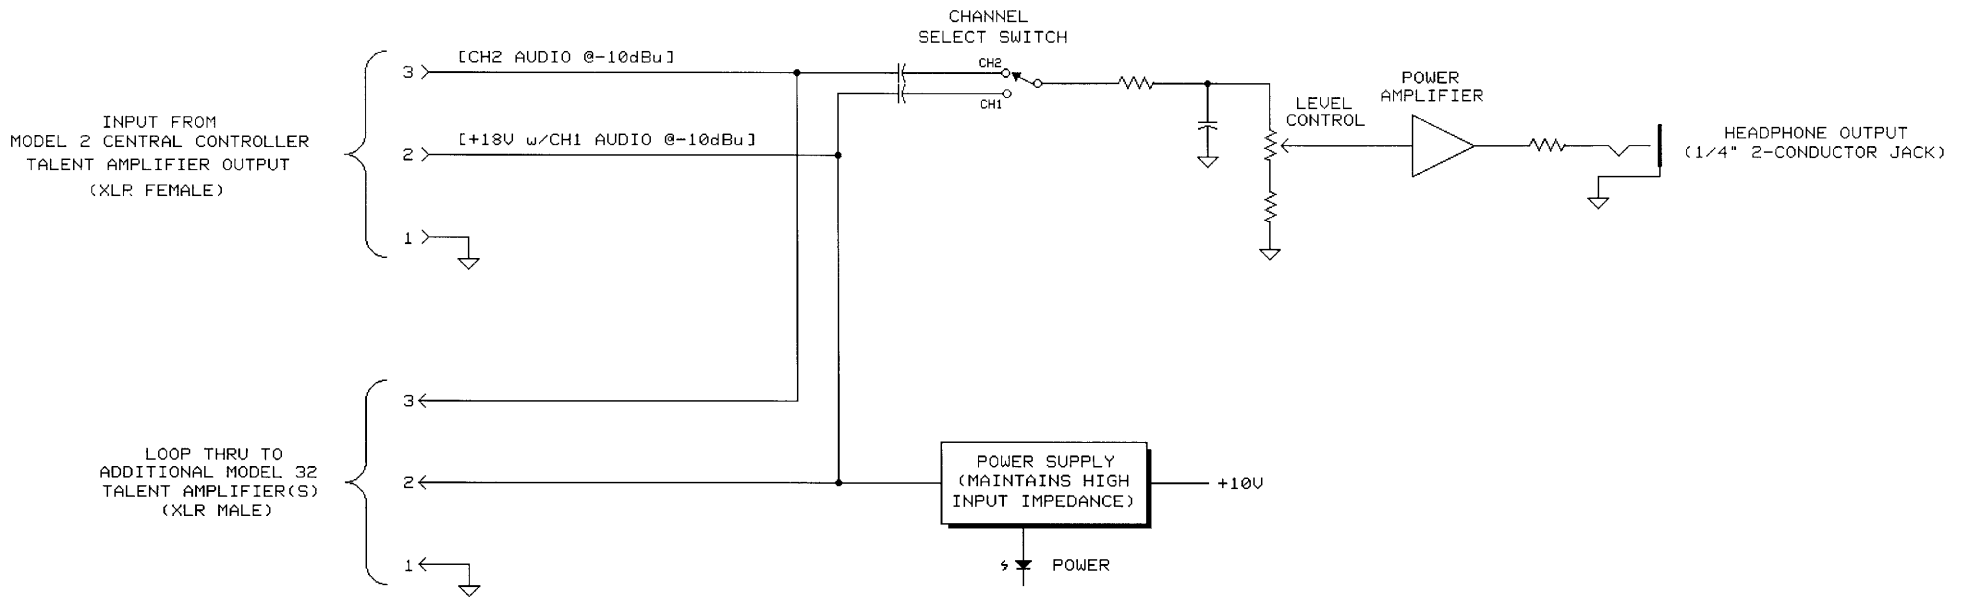 CHANNEL
SELECT SWITCH
[CH2 AUDIO @-10dBu]
3
CH2
CH1
POWER
AMPLIFIER
LEVEL
CONTROL
INPUT FROM
MODEL 2 CENTRAL CONTROLLER
TALENT AMPLIFIER OUTPUT
(XLR FEMALE)
[+18V w/CH1 AUDIO @-10dBu]
2
HEADPHONE OUTPUT
(1/4" 2-CONDUCTOR JACK)
1
3
LOOP THRU TO
ADDITIONAL MODEL 32
TALENT AMPLIFIER(S)
(XLR MALE)
2
POWER SUPPLY
(MAINTAINS HIGH
INPUT IMPEDANCE)
+10V
1
POWER